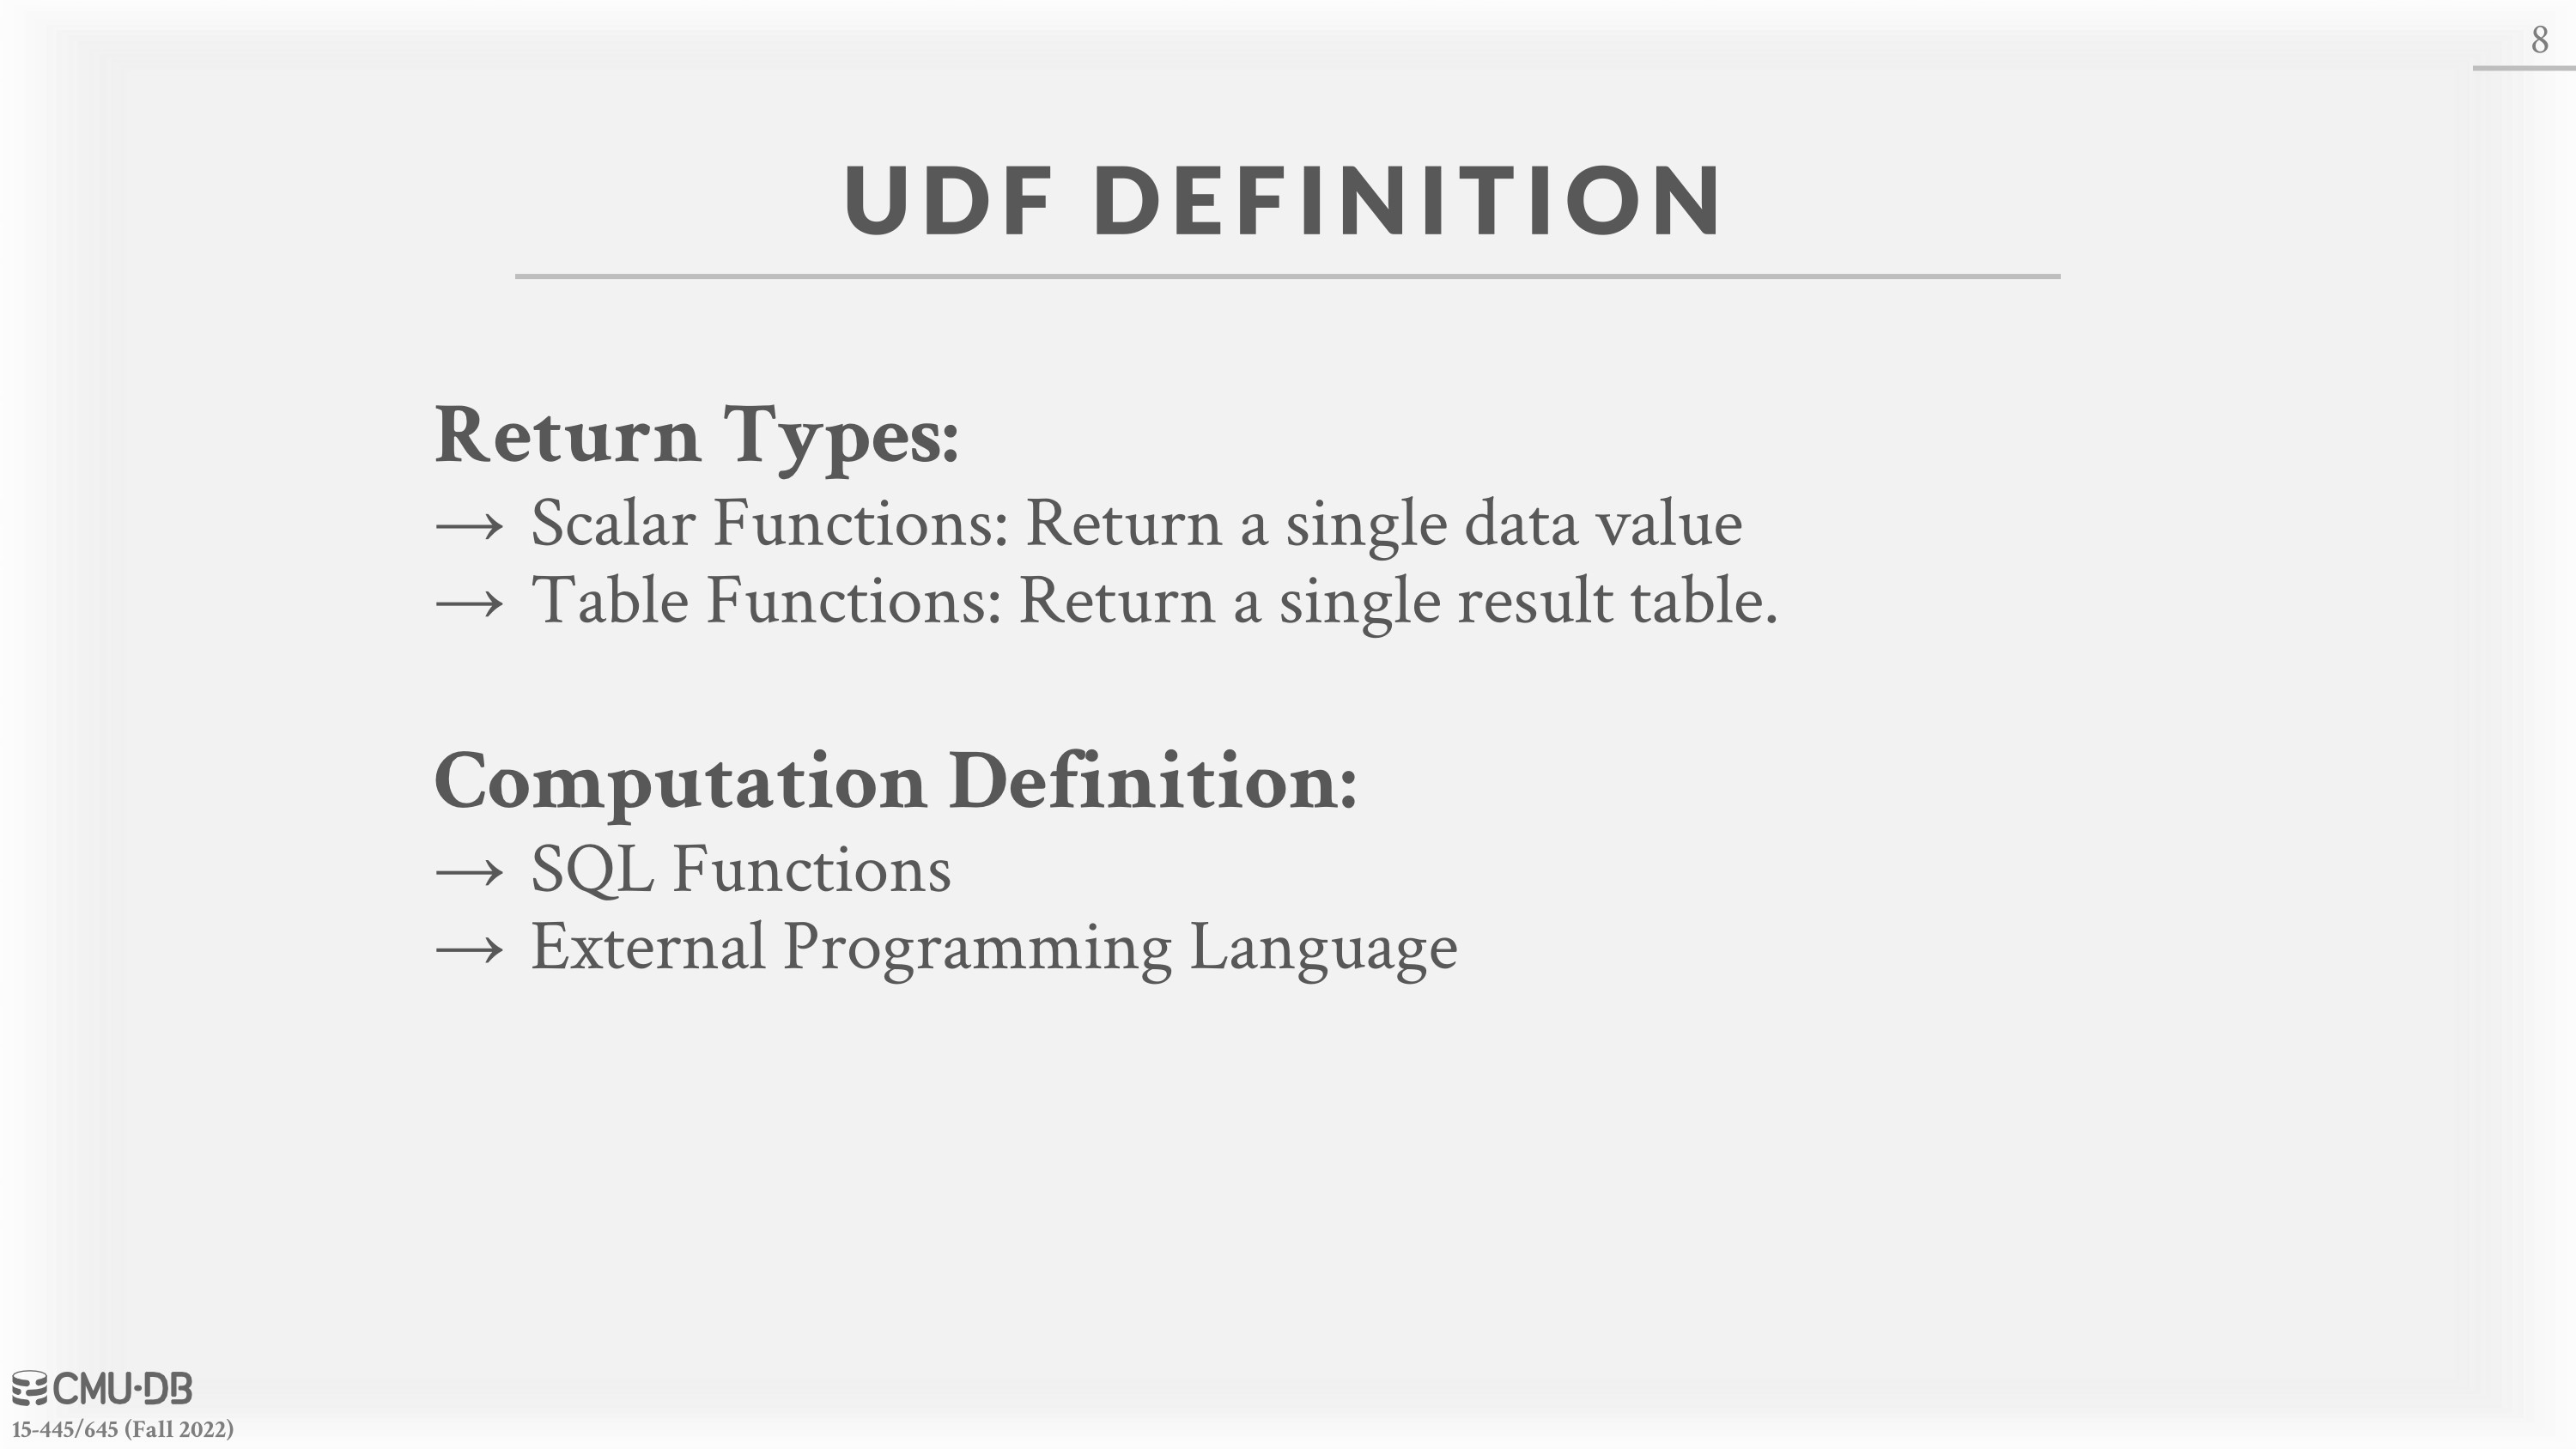 8
UDF DEFINITION
Return Types:
→ Scalar Functions: Return a single data value
→ Table Functions: Return a single result table.
Computation Definition:
→ SQL Functions
→ External Programming Language
CMU·DB
15-445/645 (Fall 2022)